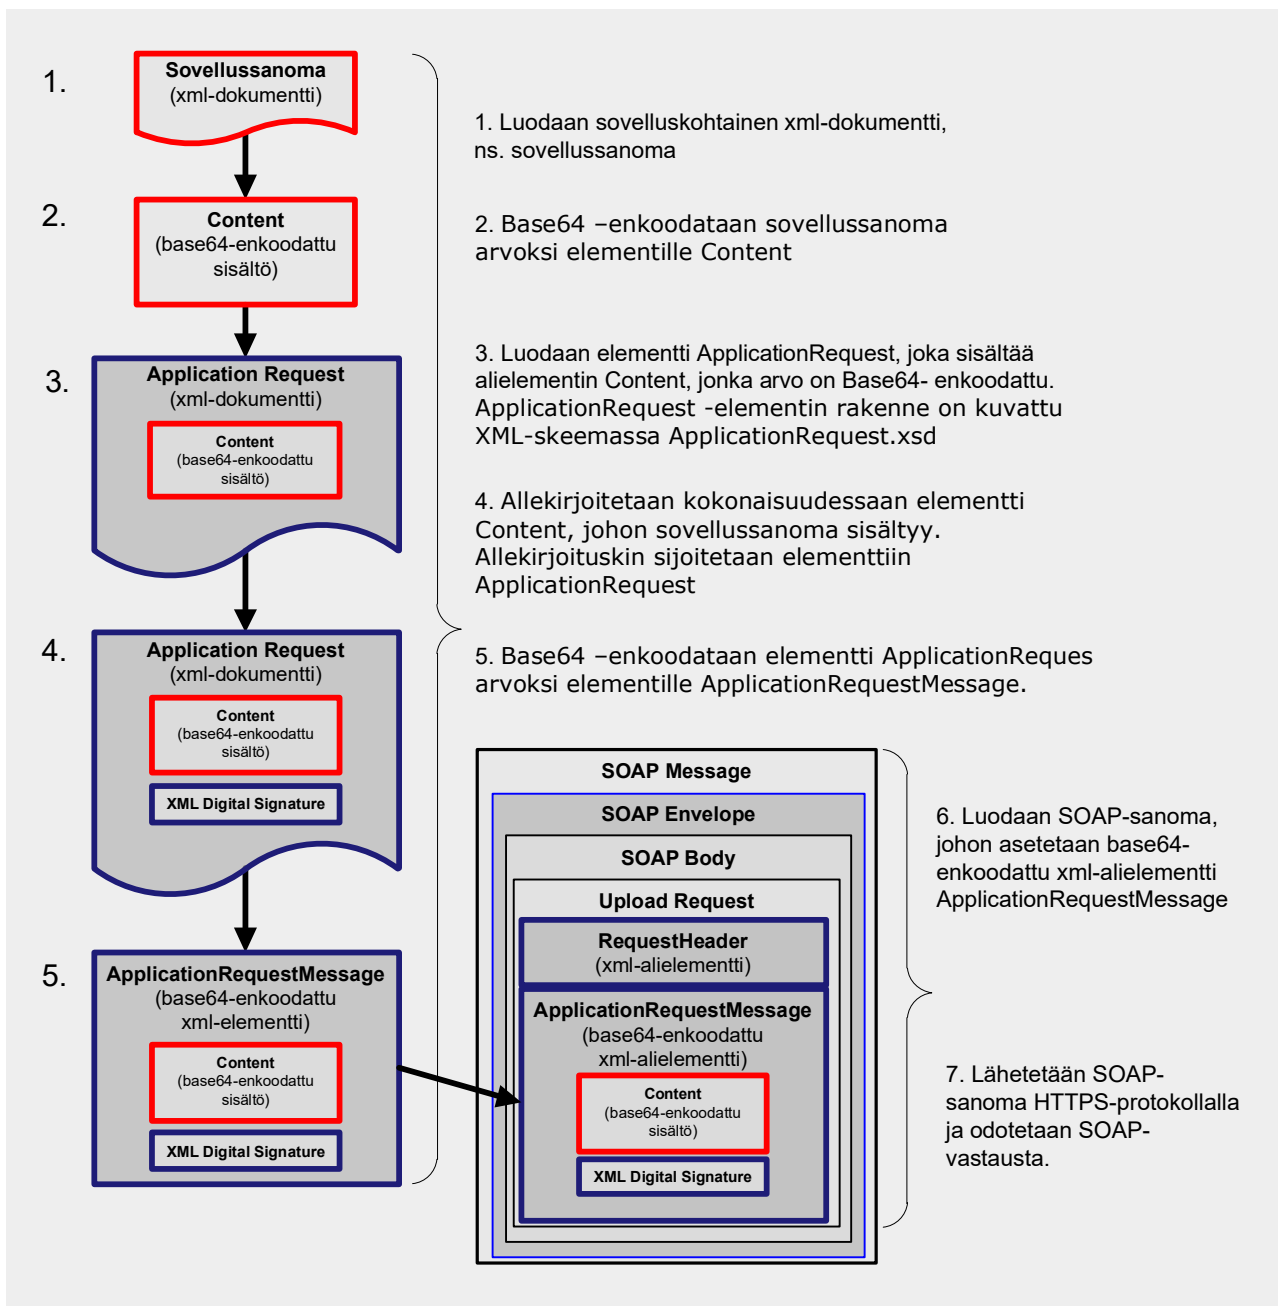 1.
Sovellussanoma
(xml-dokumentti)
2.
Content
(base64-enkoodattu
sisältö)
3.
Application Request
(xml-dokumentti)
Content
(base64-enkoodattu
sisältö)
4.
Application Request
(xml-dokumentti)
Content
(base64-enkoodattu
sisältö)
XML Digital Signature
5.
ApplicationRequestMessage
(base64-enkoodattu
xml-elementti)
Content
(base64-enkoodattu
sisältö)
XML Digital Signature
1. Luodaan sovelluskohtainen xml-dokumentti,
ns. sovellussanoma
2. Base64 –enkoodataan sovellussanoma
arvoksi elementille Content
3. Luodaan elementti ApplicationRequest, joka sisältää
alielementin Content, jonka arvo on Base64- enkoodattu.
ApplicationRequest -elementin rakenne on kuvattu
XML-skeemassa ApplicationRequest.xsd
4. Allekirjoitetaan kokonaisuudessaan elementti
Content, johon sovellussanoma sisältyy.
Allekirjoituskin sijoitetaan elementtiin
ApplicationRequest
5. Base64 –enkoodataan elementti ApplicationReques
arvoksi elementille ApplicationRequestMessage.
SOAP Message
SOAP Envelope
SOAP Body
Upload Request
RequestHeader
(xml-alielementti)
ApplicationRequestMessage
(base64-enkoodattu
xml-alielementti)
Content
(base64-enkoodattu
sisältö)
XML Digital Signature
6. Luodaan SOAP-sanoma,
johon asetetaan base64-
enkoodattu xml-alielementti
ApplicationRequestMessage
7. Lähetetään SOAP-
sanoma HTTPS-protokollalla
ja odotetaan SOAP-
vastausta.